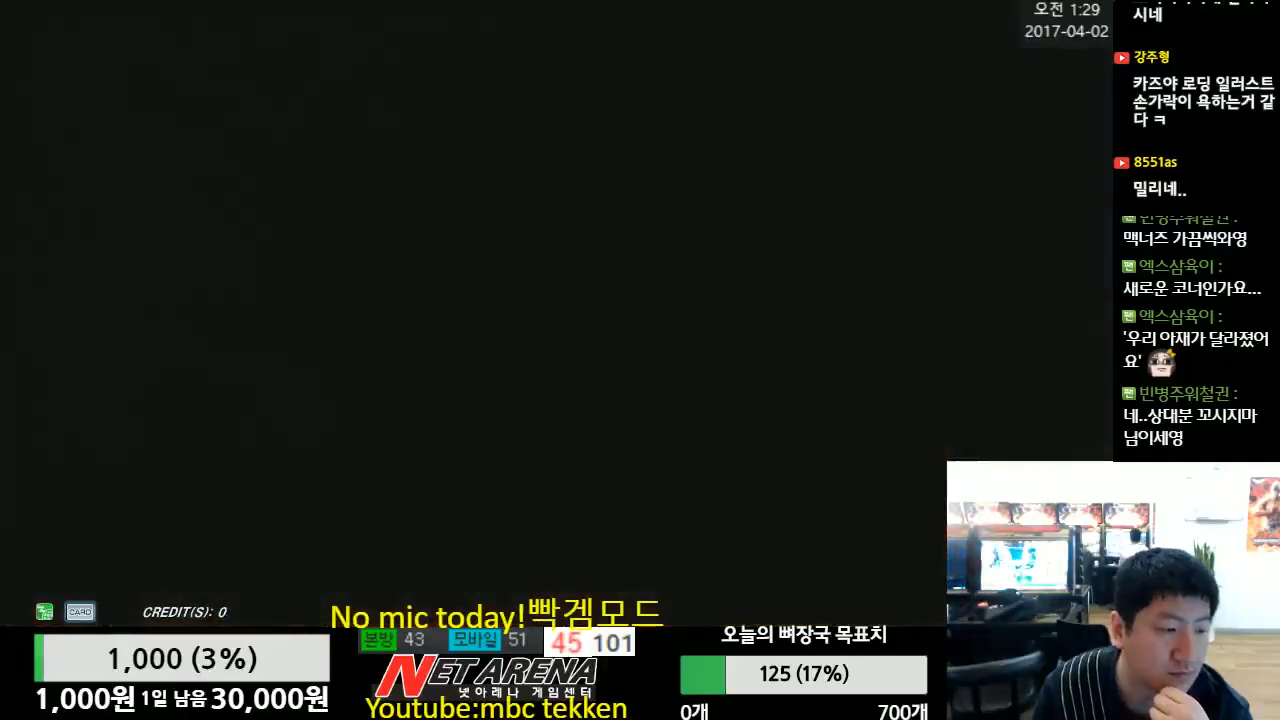 오전 1:29
2017-04-02
시네
강주형
카즈야 로딩 일러스트
손가락이 욕하는거 같
다 ㅋ
8551as
밀리네..
빈병주워철권 :
맥너즈 가끔씩와영
엑스삼육이 :
새로운 코너인가요...
엑스삼육이 :
'우리 아재가 달라졌어
요'
빈병주워철권 :
네..상대분 꼬시지마
님이세영
CARD
CREDIT(S): 0
No mic today!빡겜모드
본방 43 모바일 51 45 101
1,000 (3%)
1,000원 1일 남음 30,000원
NET ARENA
넷아레나 게임센터
Youtube:mbc tekken
오늘의 뼈장국 목표치
125 (17%)
0개 700개